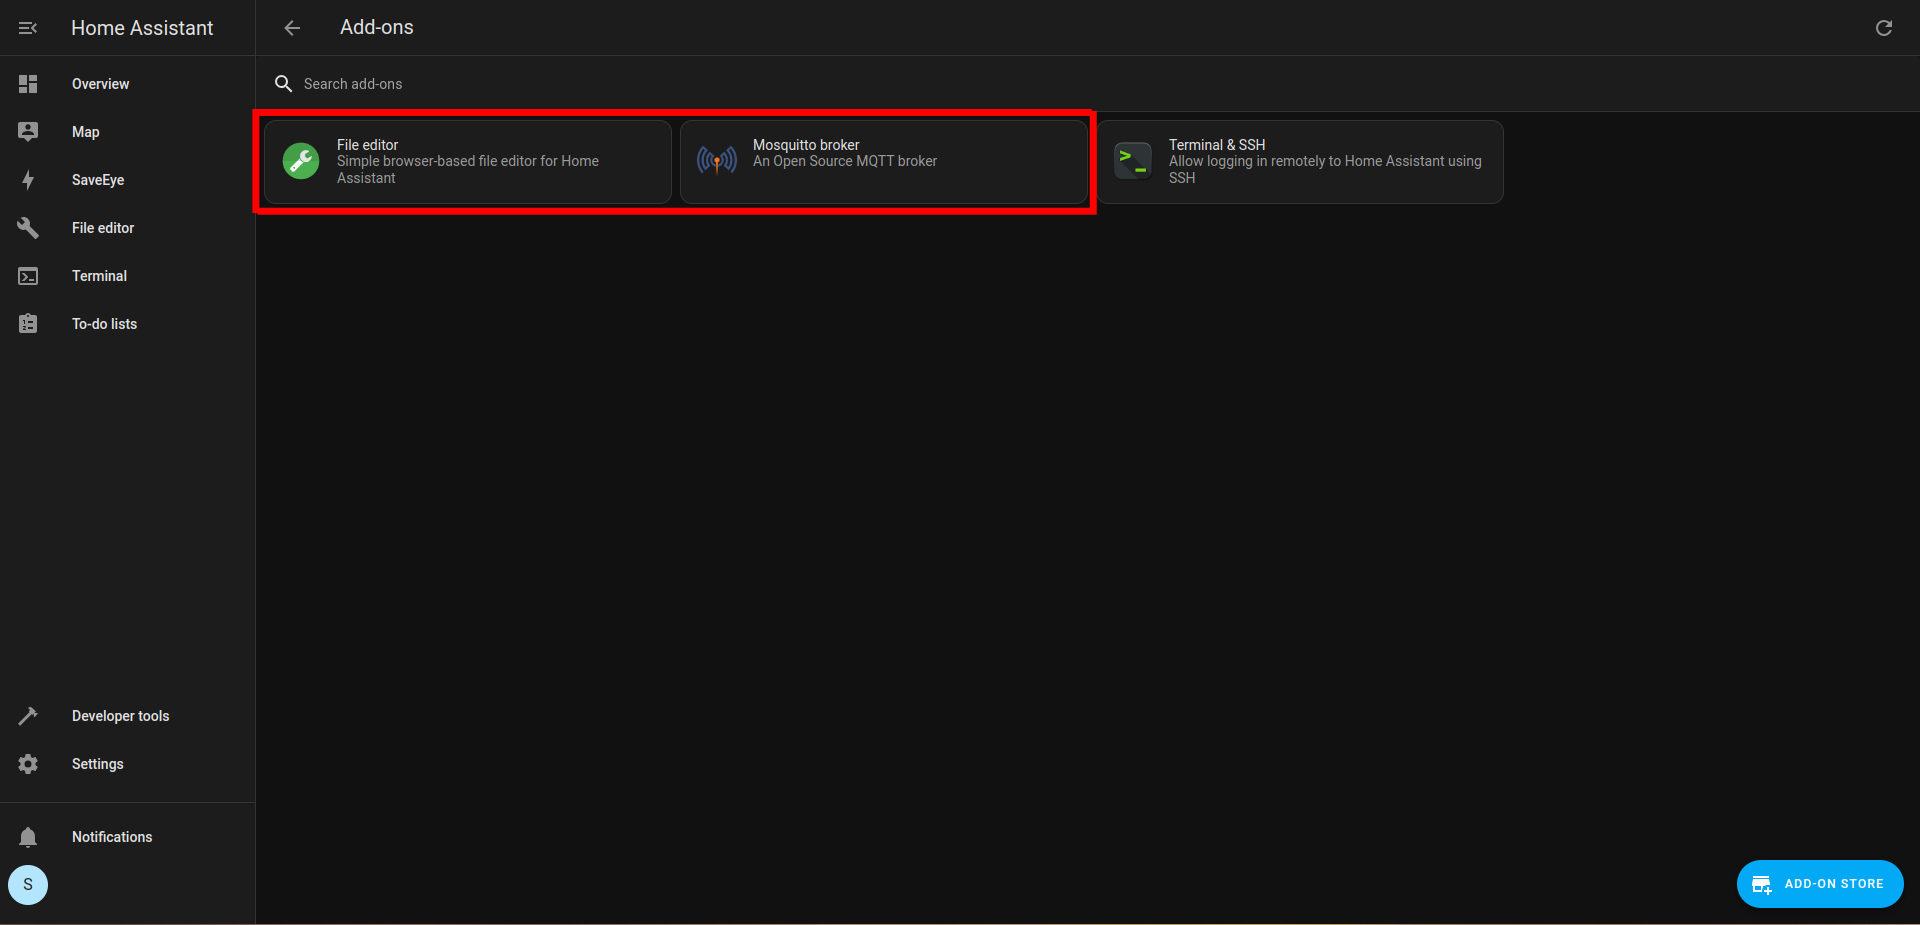 Home Assistant
Add-ons
Overview
Map
SaveEye
File editor
Terminal
To-do lists
Developer tools
Settings
Notifications
S
Search add-ons
File editor
Simple browser-based file editor for Home
Assistant
Mosquitto broker
An Open Source MQTT broker
Terminal & SSH
Allow logging in remotely to Home Assistant using
SSH
ADD-ON STORE